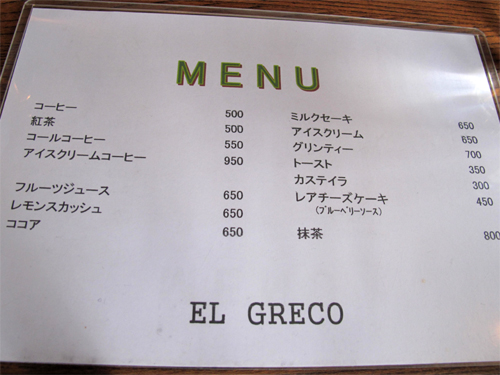 MENU
コーヒー 500
紅茶 500
コールコーヒー 550
アイスクリームコーヒー 950
フルーツジュース 650
レモンスカッシュ 650
ココア 650
ミルクセーキ 650
アイスクリーム 650
グリンティー 700
トースト 350
カステイラ 300
レアチーズケーキ 450
(ブルーベリーソース)
抹茶 800
EL GRECO